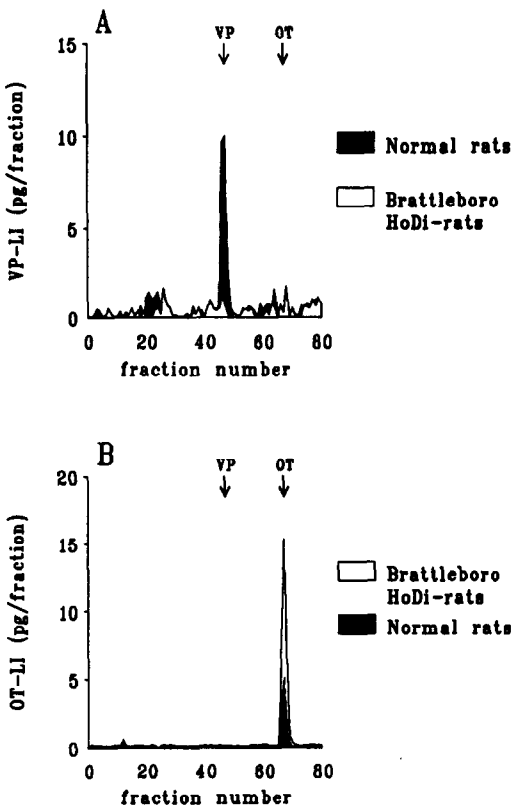 A
VP OT
15
10
5
0
VP-LI (pg/fraction)
Normal rats
Brattleboro
HoDi-rats
0 20 40 60 80
fraction number
B
VP OT
20
15
10
5
0
OT-LI (pg/fraction)
Brattleboro
HoDi-rats
Normal rats
0 20 40 60 80
fraction number